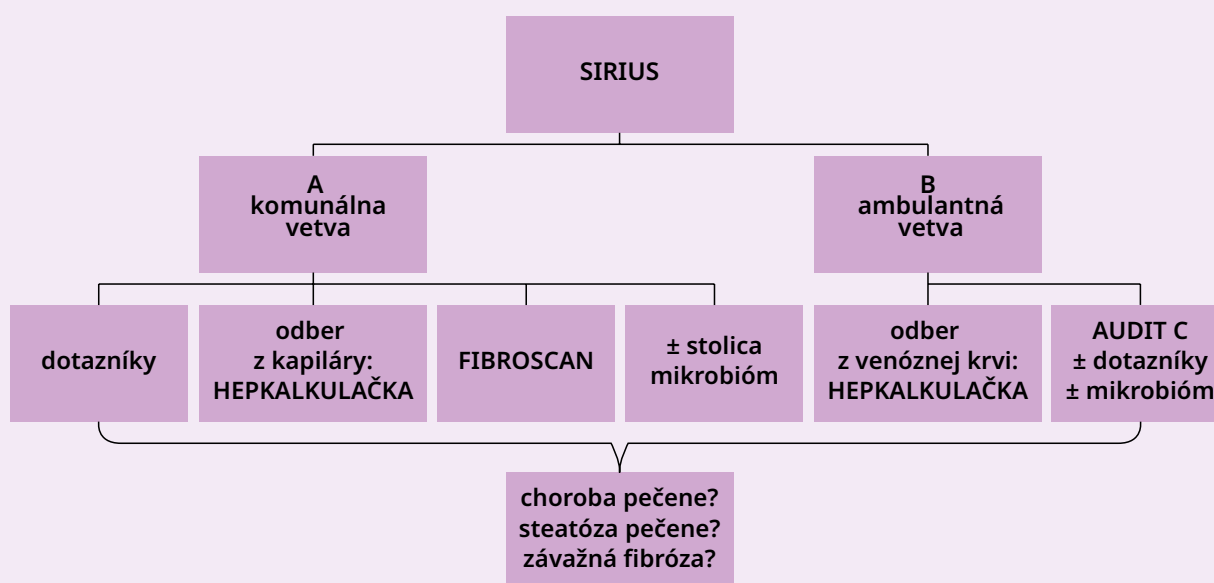 SIRIUS
A
komunálna
vetva
B
ambulantná
vetva
dotazníky
odber
z kapiláry:
HEPKALKULAČKA
FIBROSCAN
± stolica
mikrobióm
odber
z venóznej krvi:
HEPKALKULAČKA
AUDIT C
± dotazníky
± mikrobióm
choroba pečene?
steatóza pečene?
závažná fibróza?